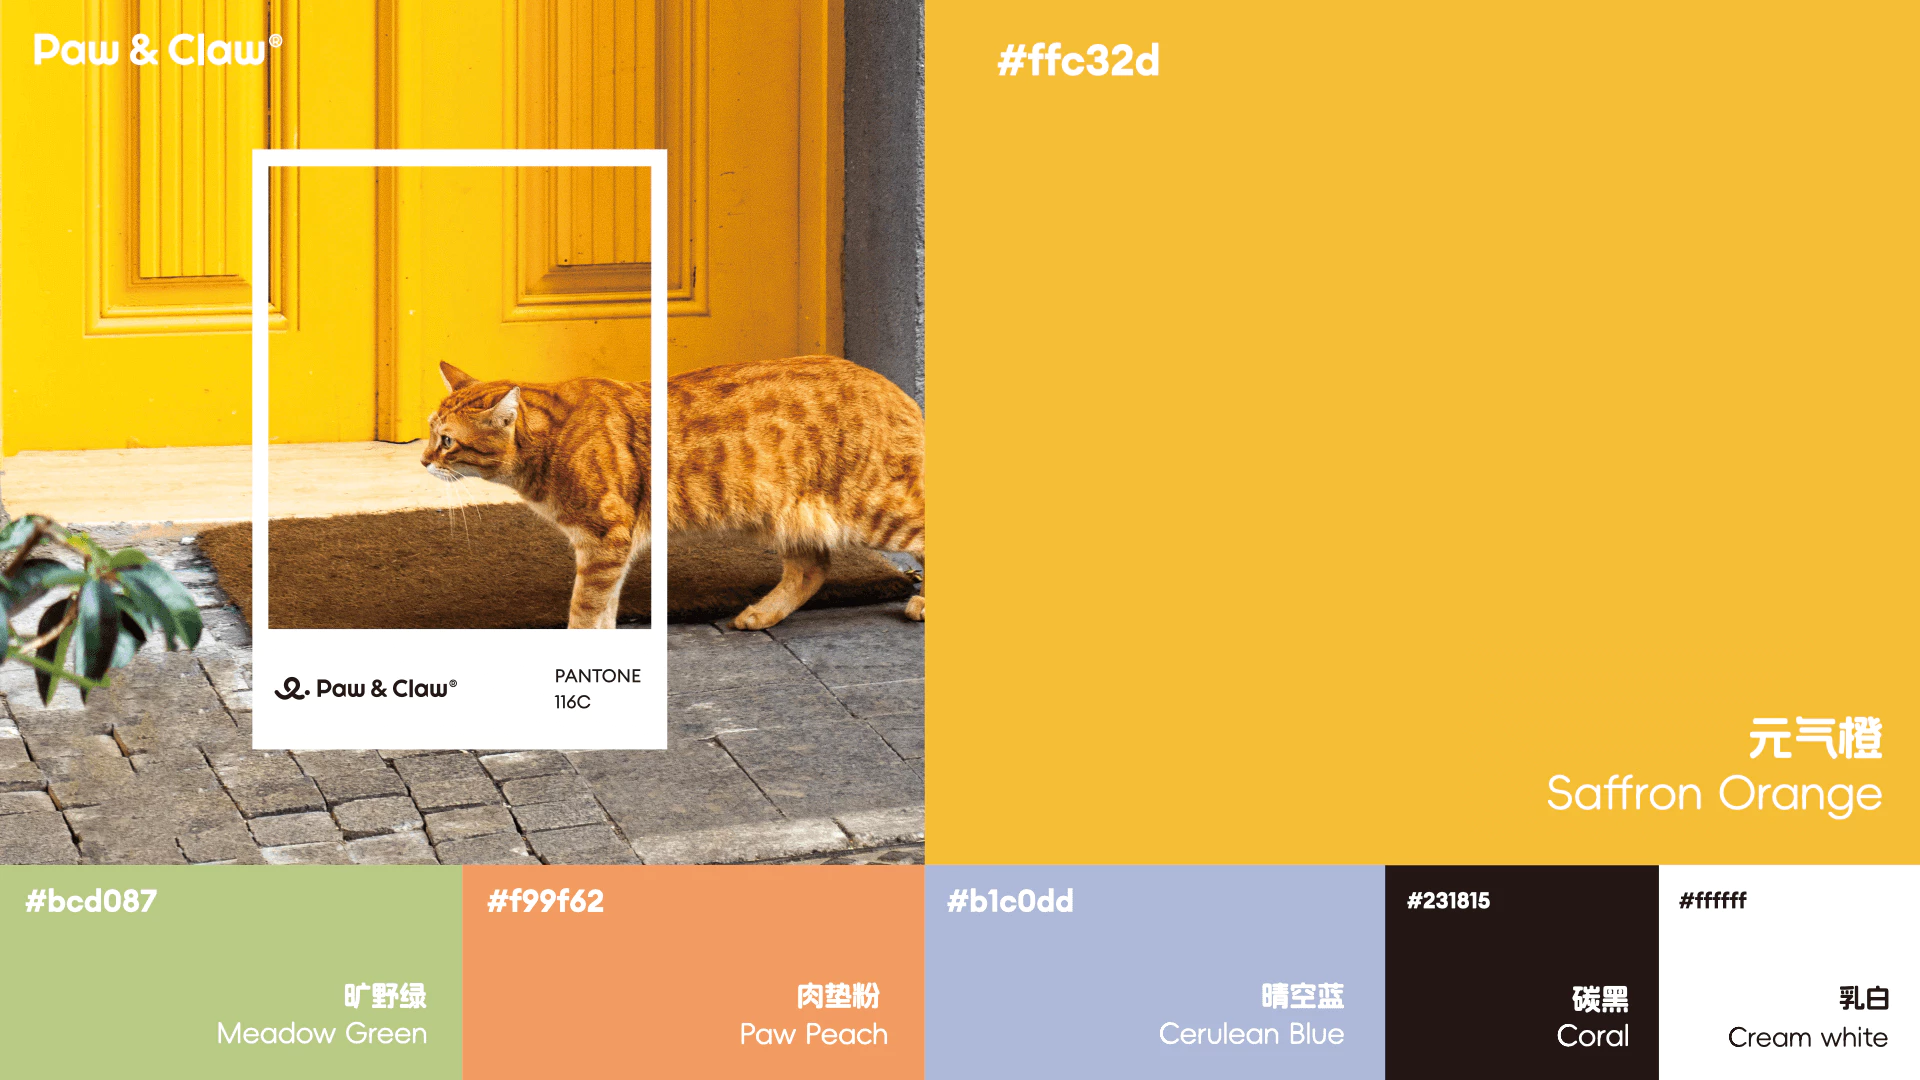 Paw & Claw®
Paw & Claw®
PANTONE
116C
#ffc32d
元气橙
Saffron Orange
#bcd087
旷野绿
Meadow Green
#f99f62
肉垫粉
Paw Peach
#b1c0dd
晴空蓝
Cerulean Blue
#231815
碳黑
Coral
#ffffff
乳白
Cream white